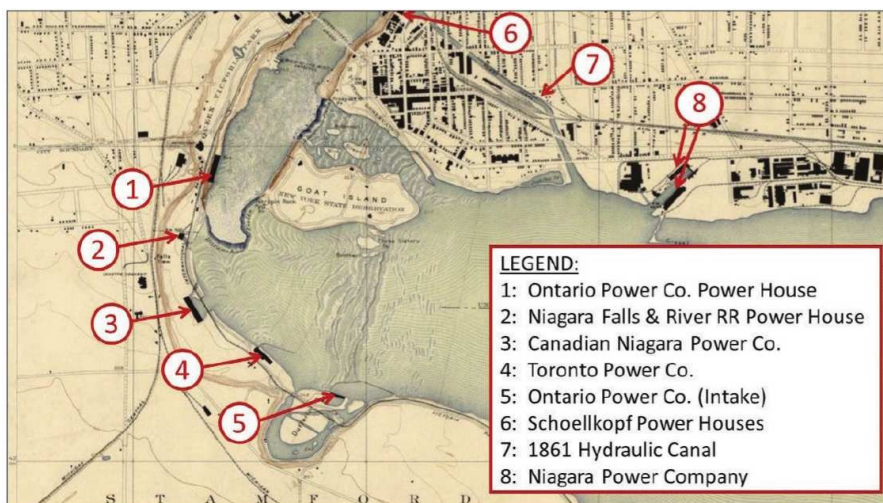 6
7
8
QUEEN VICTORIA PARK
1
GOAT ISLAND
NEW YORK STATE RESERVATION
2
3
4
5
LEGEND:
1: Ontario Power Co. Power House
2: Niagara Falls & River RR Power House
3: Canadian Niagara Power Co.
4: Toronto Power Co.
5: Ontario Power Co. (Intake)
6: Schoellkopf Power Houses
7: 1861 Hydraulic Canal
8: Niagara Power Company
S T A M F O R D